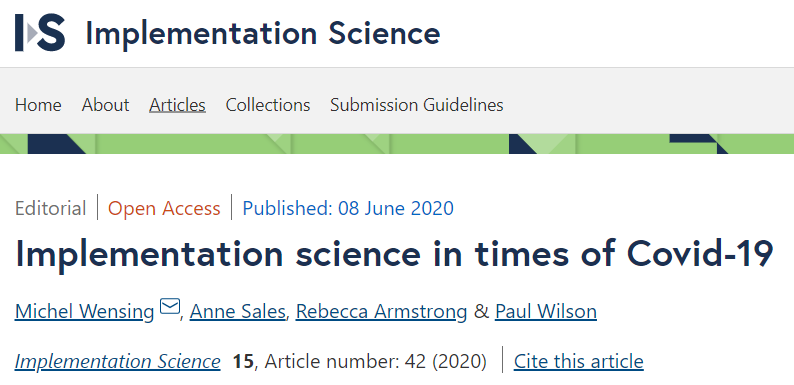 I S Implementation Science
Home About Articles Collections Submission Guidelines
Editorial | Open Access | Published: 08 June 2020
Implementation science in times of Covid-19
Michel Wensing, Anne Sales, Rebecca Armstrong & Paul Wilson
Implementation Science 15, Article number: 42 (2020) | Cite this article